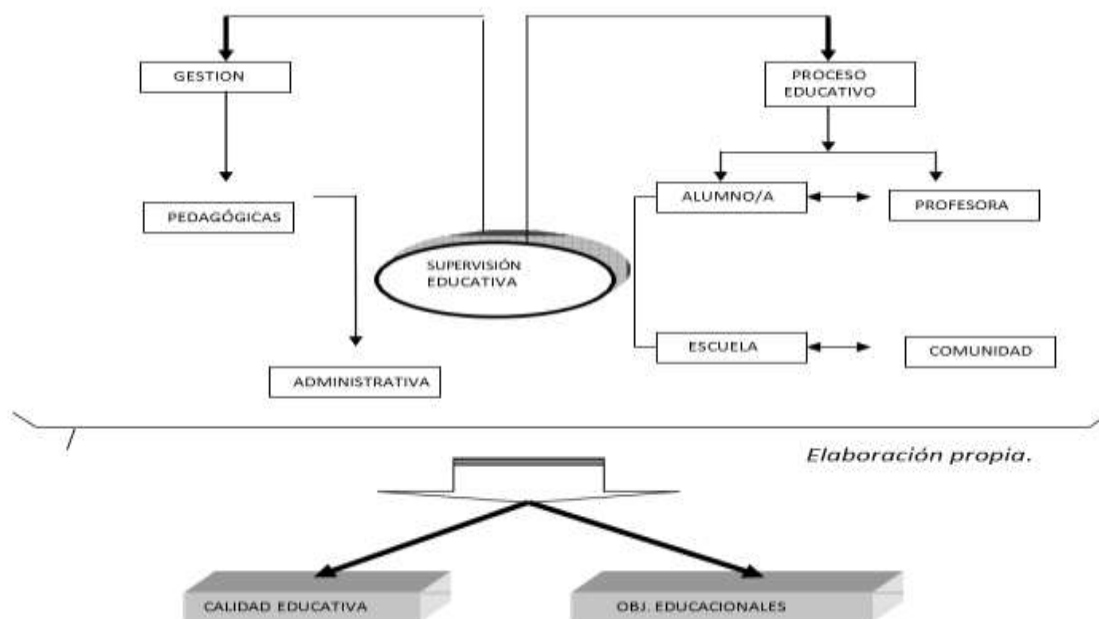 GESTION
PROCESO
EDUCATIVO
ALUMNO/A
PROFESORA
PEDAGÓGICAS
SUPERVISIÓN
EDUCATIVA
ESCUELA
COMUNIDAD
ADMINISTRATIVA
Elaboración propia.
CALIDAD EDUCATIVA
OBJ. EDUCACIONALES